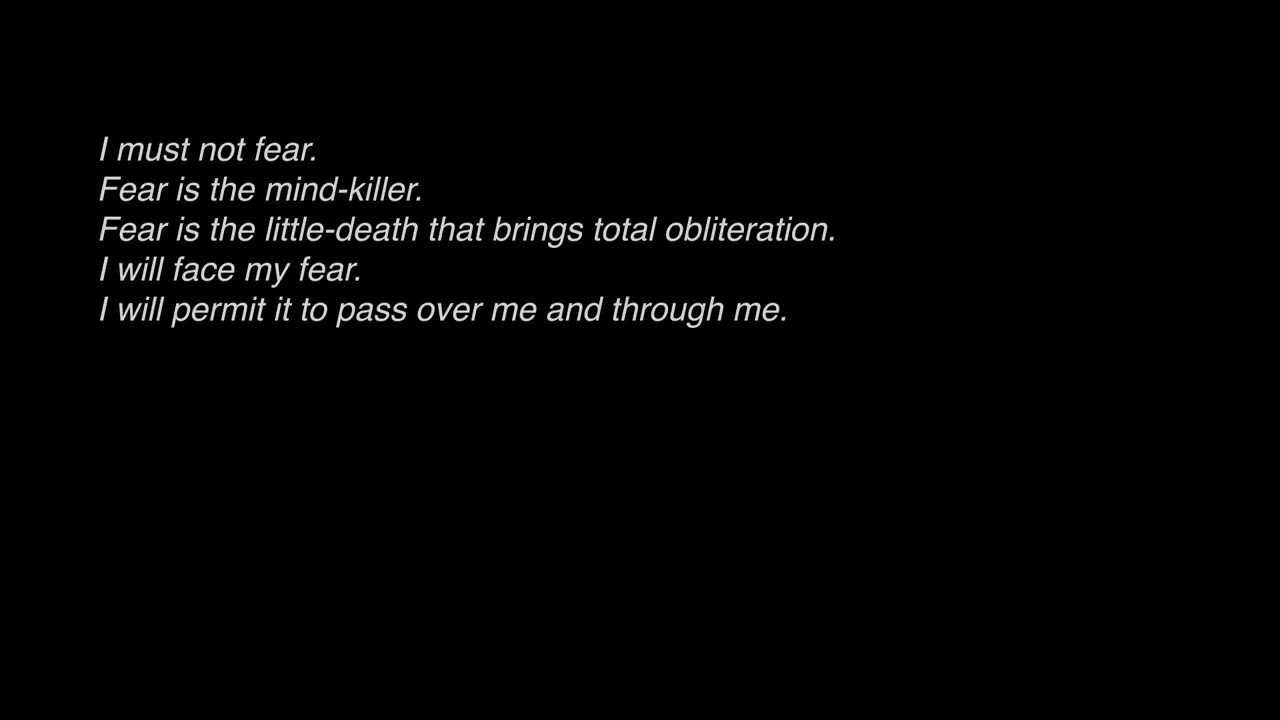 I must not fear.
Fear is the mind-killer.
Fear is the little-death that brings total obliteration.
I will face my fear.
I will permit it to pass over me and through me.